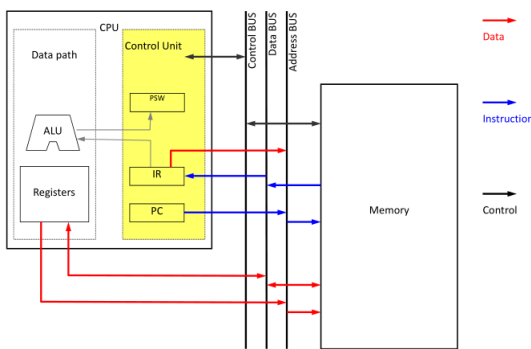 CPU
Data path
Control Unit
PSW
ALU
IR
Registers
PC
Control BUS
Data BUS
Address BUS
Memory
Data
Instruction
Control